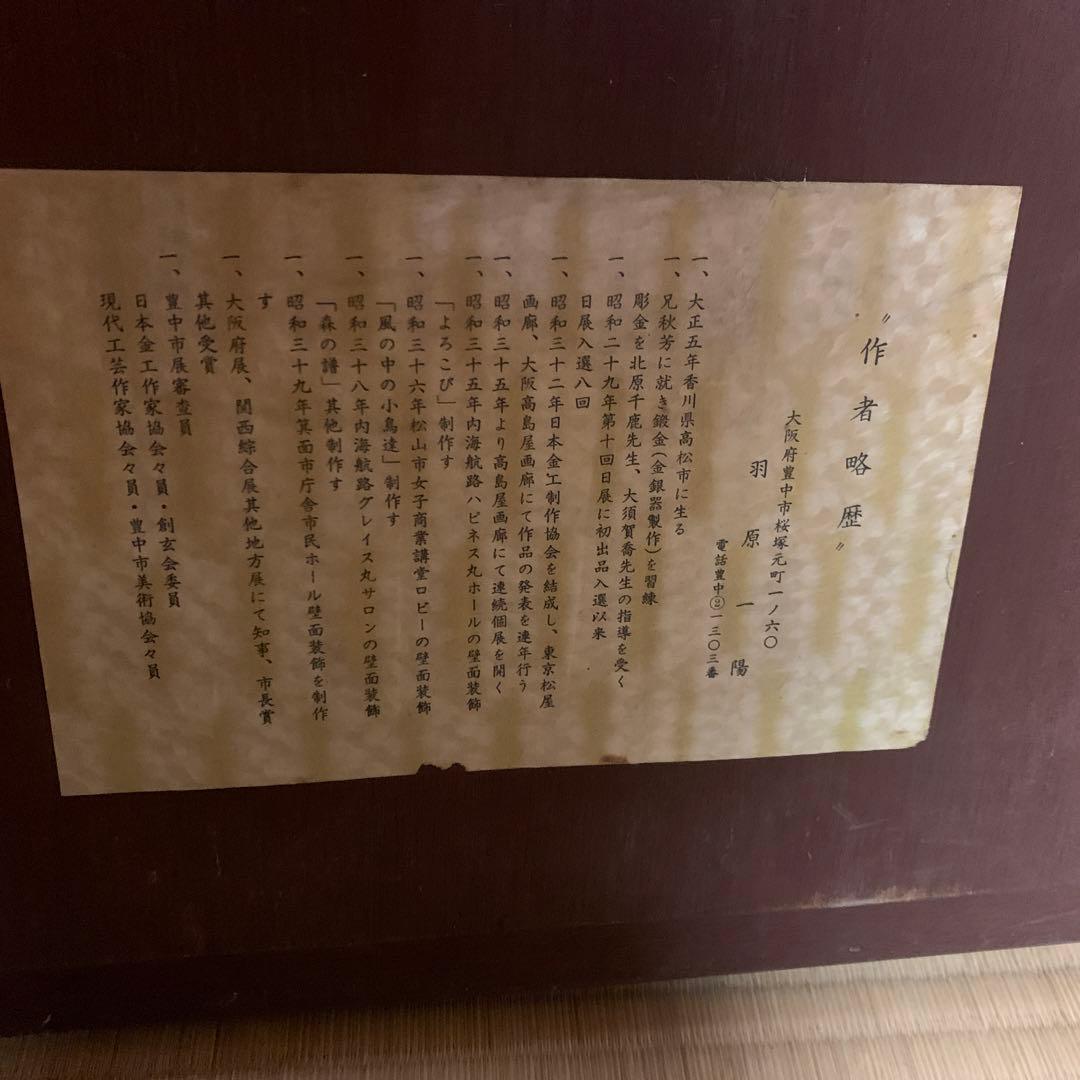 〝作者略歴〟
大阪府豊中市桜塚元町一ノ六〇
羽原一陽
電話豊中②一三〇三番
一、大正五年香川県高松市に生る
一、兄秋芳に就き鍛金(金銀器製作)を習練
彫金を北原千鹿先生、大須賀喬先生の指導を受く
一、昭和二十九年第十回日展に初出品入選以来
日展入選八回
一、昭和三十二年日本金工制作協会を結成し、東京松屋
画廊、大阪高島屋画廊にて作品の発表を連年行う
一、昭和三十五年より高島屋画廊にて連続個展を開く
一、昭和三十五年内海航路ハピネス丸ホールの壁面装飾
「よろこび」制作す
一、昭和三十六年松山市女子商業講堂ロビーの壁面装飾
「風の中の小鳥達」制作す
一、昭和三十八年内海航路グレイス丸サロンの壁面装飾
「森の譜」其他制作す
一、昭和三十九年箕面市庁舎市民ホール壁面装飾を制作
す
一、大阪府展、関西綜合展其他地方展にて知事、市長賞
其他受賞
一、豊中市展審査員
日本金工作家協会々員・創玄会委員
現代工芸作家協会々員・豊中市美術協会々員